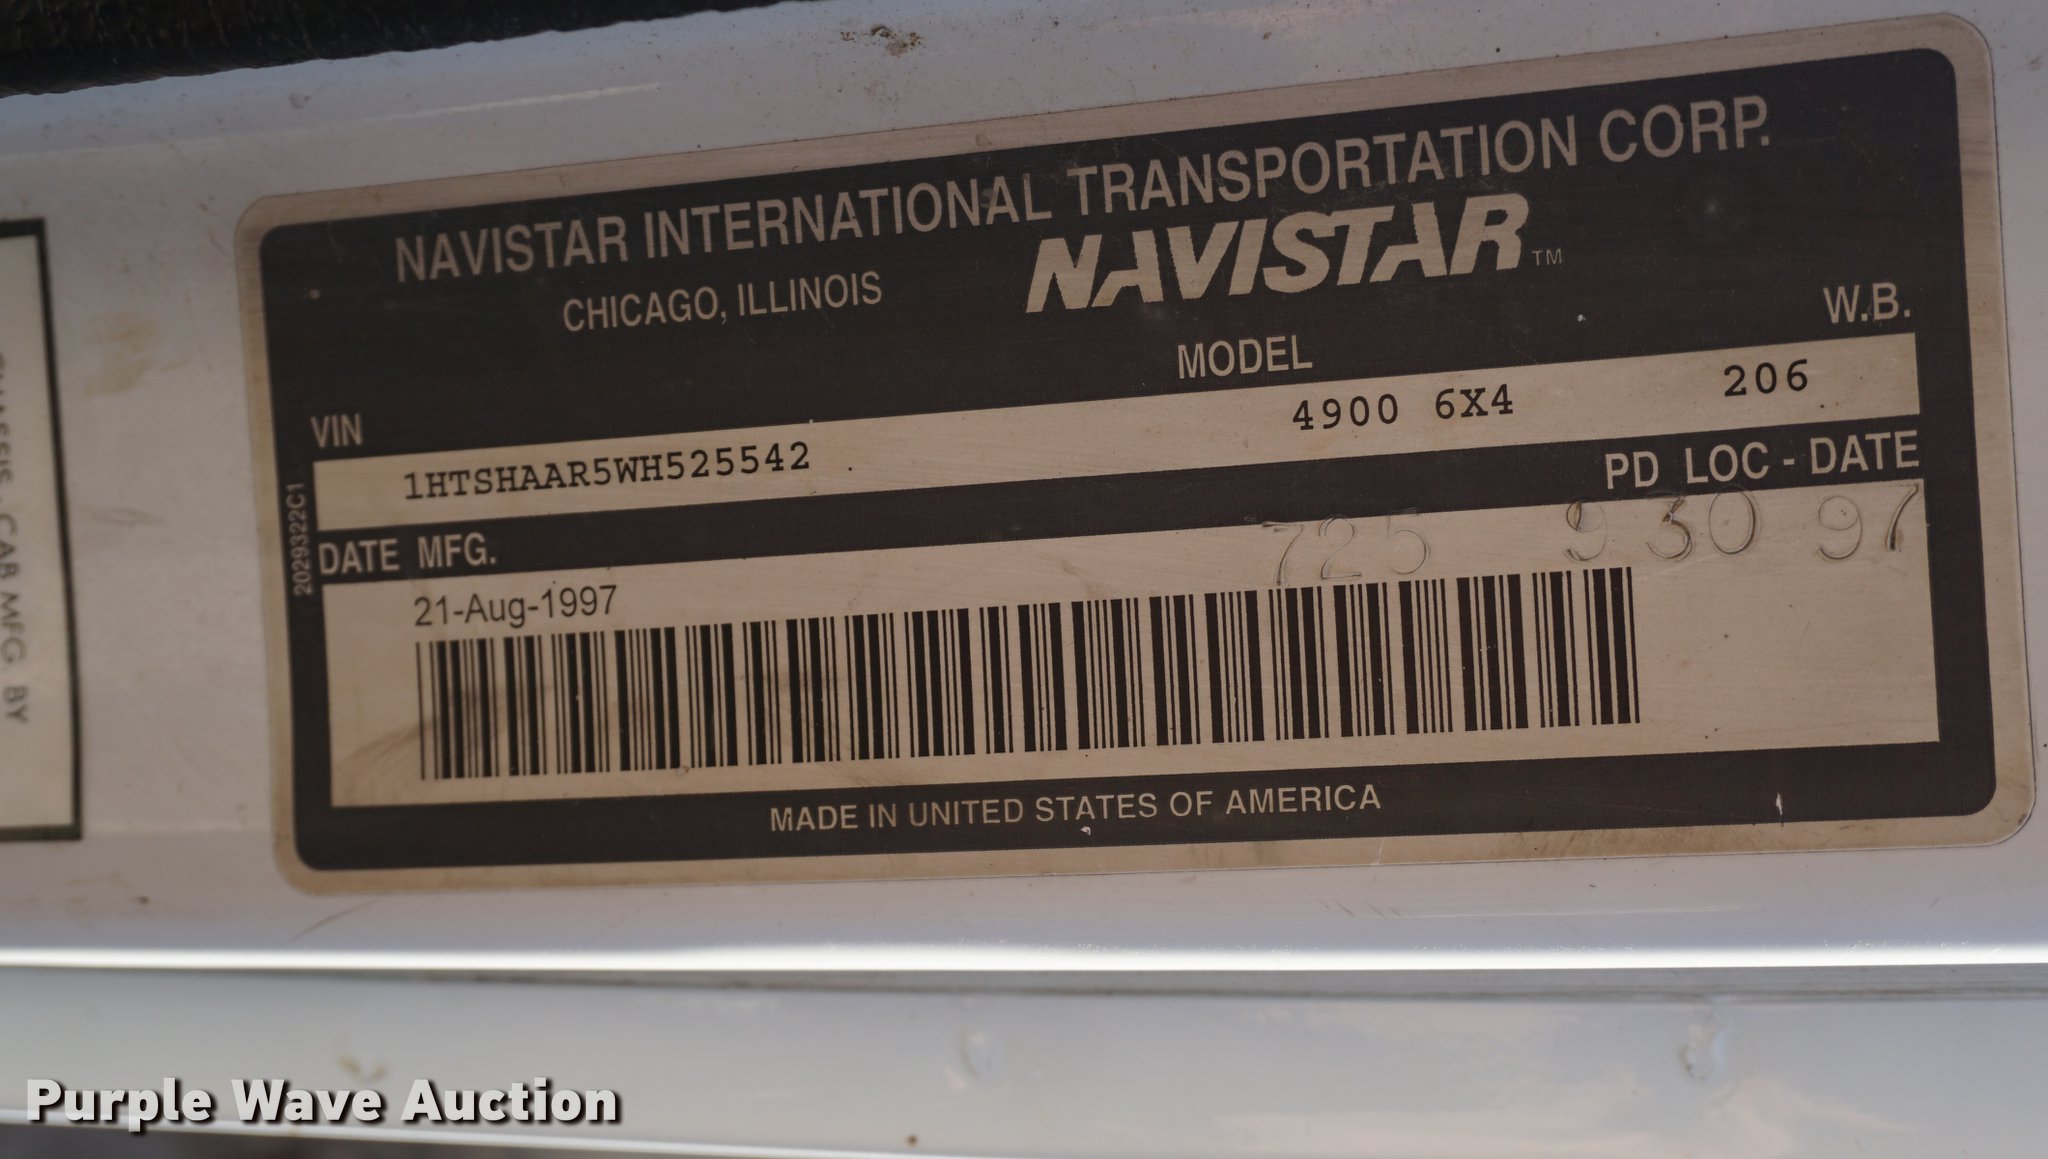 NAVISTAR INTERNATIONAL TRANSPORTATION CORP.
CHICAGO, ILLINOIS
NAVISTAR™
VIN MODEL W.B.
1HTSHAAR5WH525542 4900 6X4 206
DATE MFG. PD LOC - DATE
21-Aug-1997 725 9 30 97
MADE IN UNITED STATES OF AMERICA
2029322C1
CHASSIS-CAB MFG. BY
Purple Wave Auction